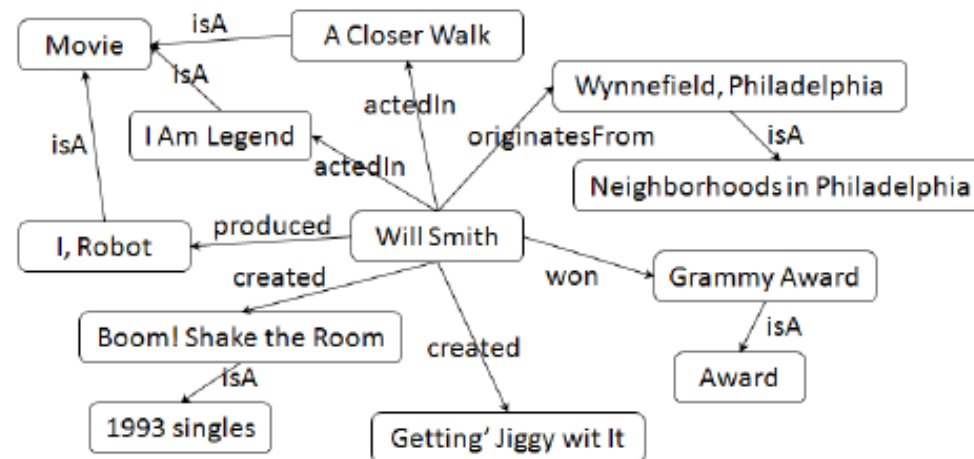 isA
A Closer Walk
Movie
isA
Wynnefield, Philadelphia
actedIn
I Am Legend
originatesFrom
isA
isA
actedIn
Neighborhoods in Philadelphia
produced
Will Smith
I, Robot
created
won
Grammy Award
Boom! Shake the Room
created
isA
isA
Award
1993 singles
Getting' Jiggy wit It